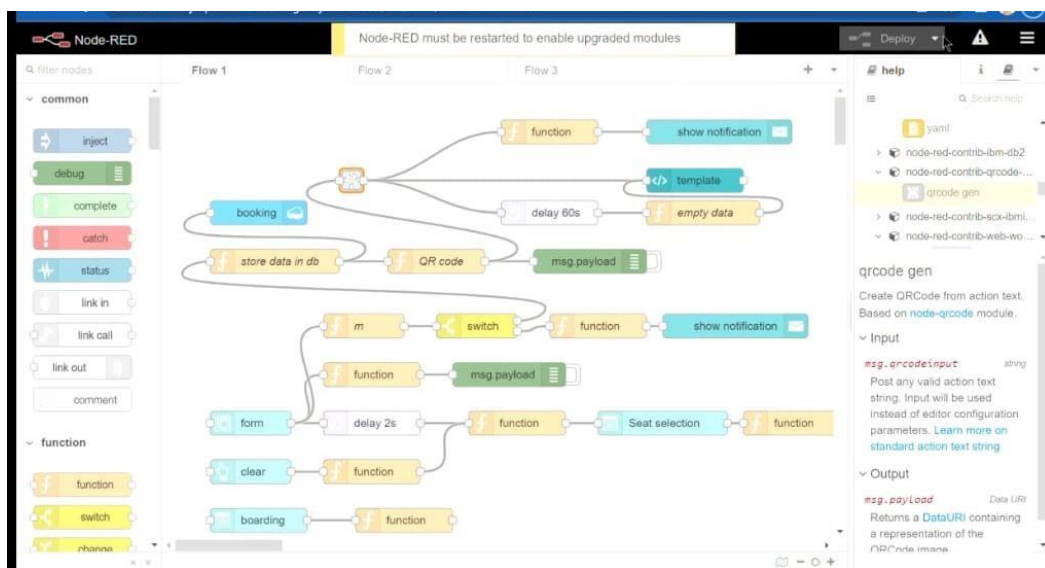 Node-RED
Node-RED must be restarted to enable upgraded modules
Deploy
filter nodes
Flow 1
Flow 2
Flow 3
help
i
Search help
common
inject
debug
complete
catch
status
link in
link call
link out
comment
function
function
switch
change
function
show notification
template
booking
delay 60s
empty data
store data in db
QR code
msg.payload
m
switch
function
show notification
function
msg.payload
form
delay 2s
function
Seat selection
function
clear
function
boarding
function
yaml
node-red-contrib-ibm-db2
node-red-contrib-qrcode-...
qrcode gen
node-red-contrib-scx-ibmi...
node-red-contrib-web-wo...
qrcode gen
Create QRCode from action text.
Based on node-qrcode module.
Input
msg.qrcodeinput string
Post any valid action text
string. Input will be used
instead of editor configuration
parameters. Learn more on
standard action text string
Output
msg.payload Data URI
Returns a DataURI containing
a representation of the
QRCode image